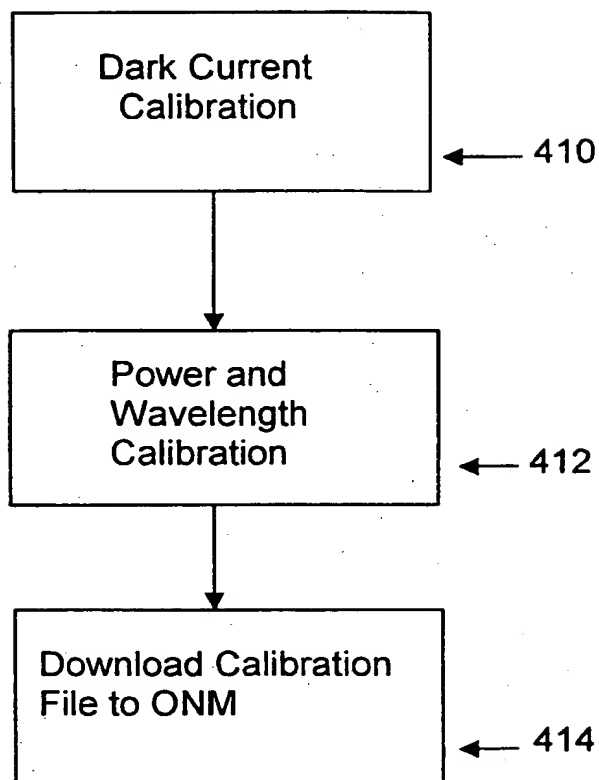 Dark Current
Calibration
410
Power and
Wavelength
Calibration
412
Download Calibration
File to ONM
414